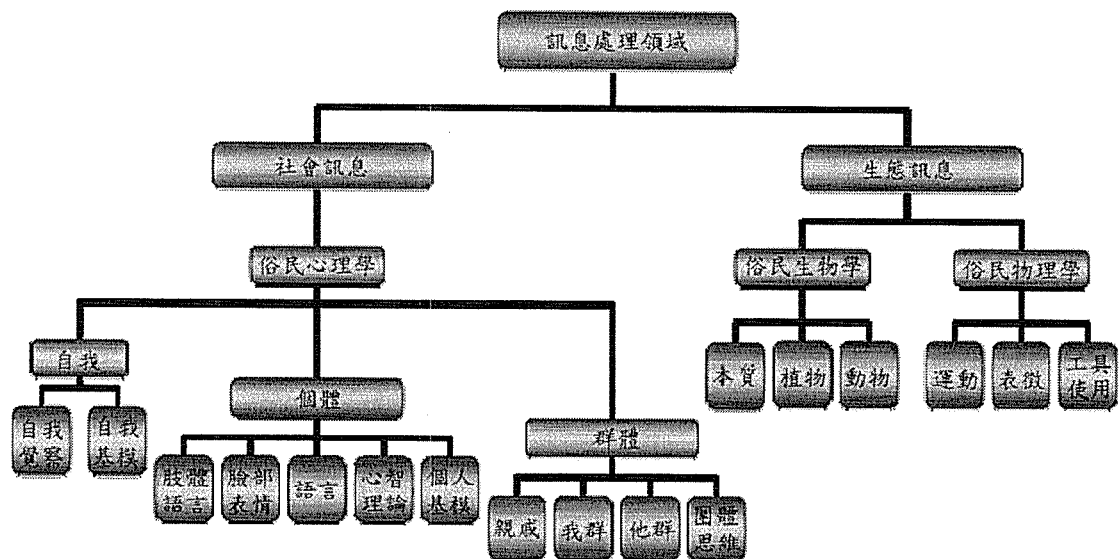 訊息處理領域
社會訊息
生態訊息
俗民心理學
俗民生物學
俗民物理學
自我
個體
群體
本質
植物
動物
運動
表徵
工具
使用
自我
覺察
自我
基模
肢體
語言
臉部
表情
語言
心智
理論
個人
基模
親戚
我群
他群
團體
思維